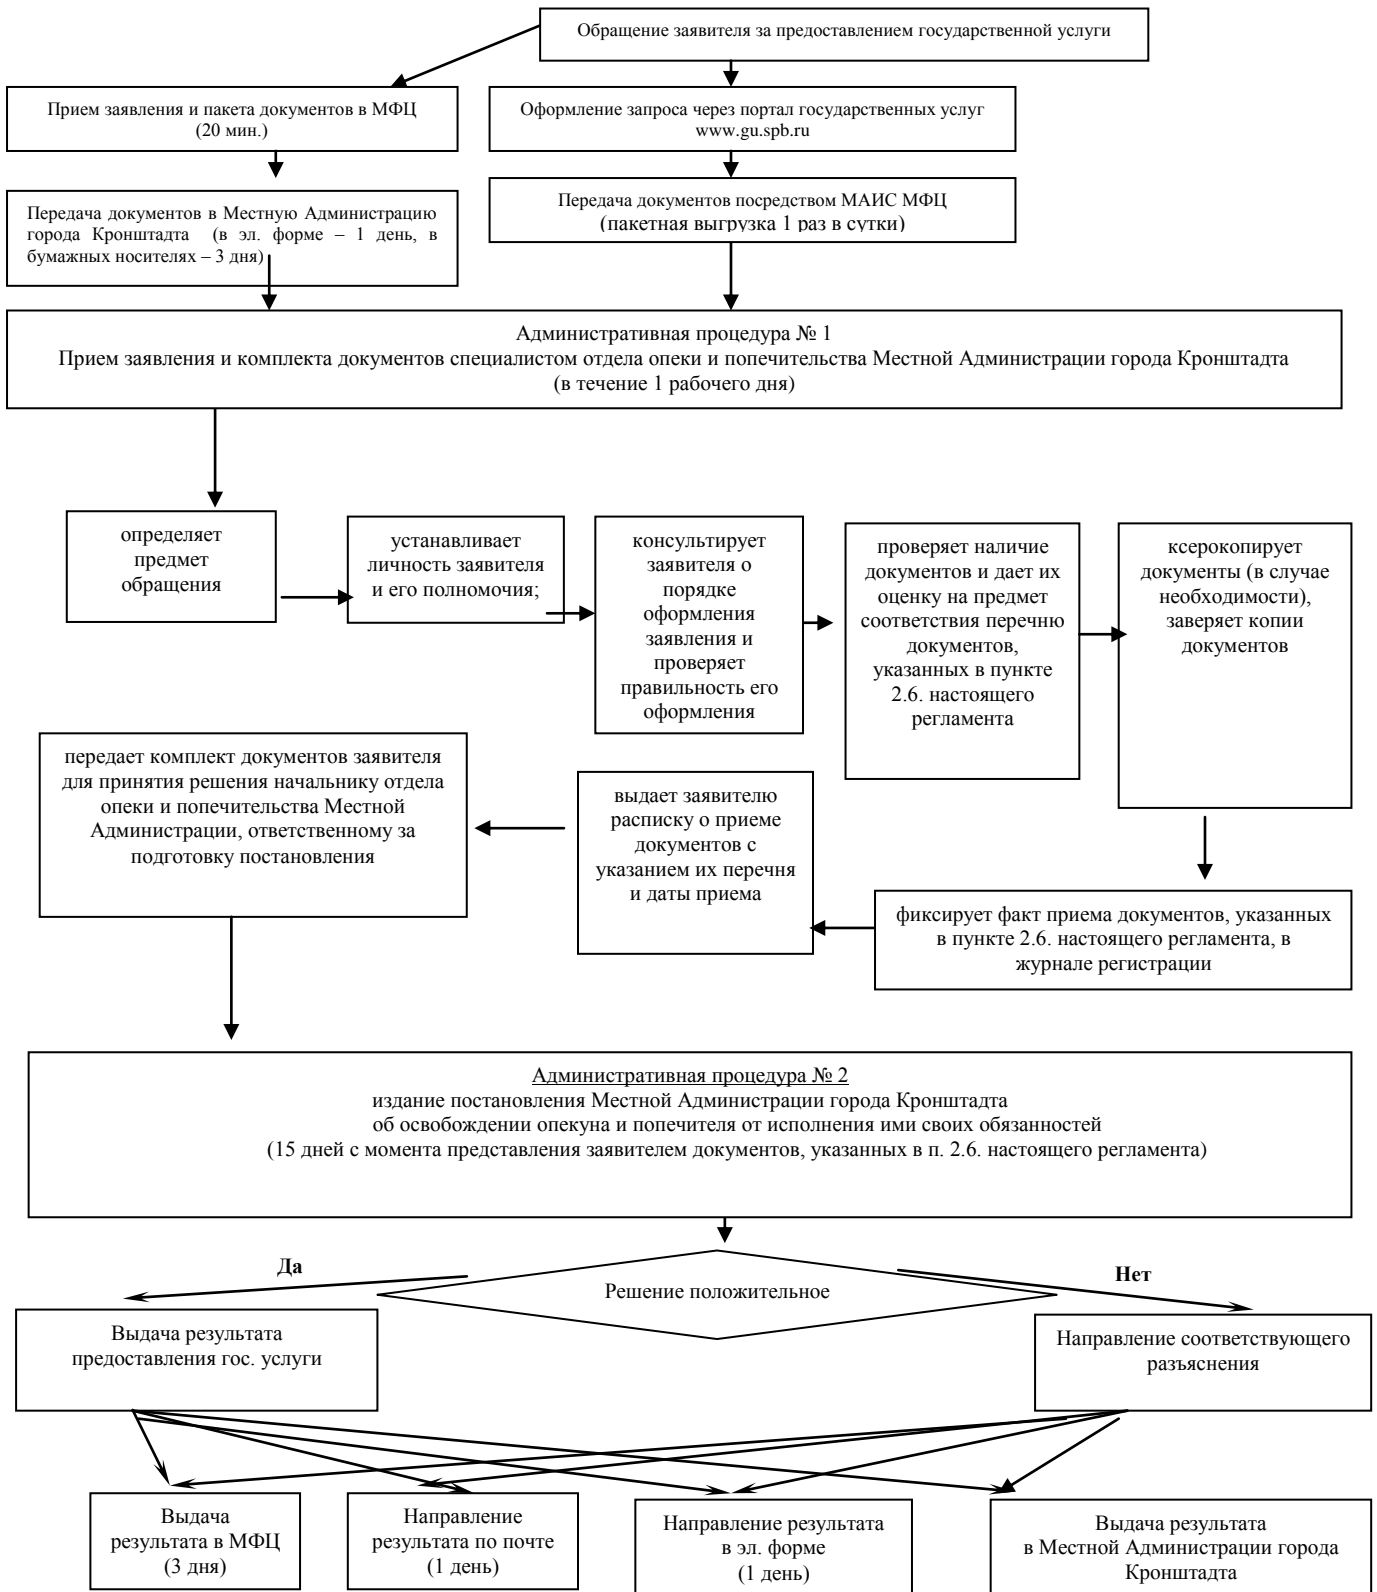 Обращение заявителя за предоставлением государственной услуги
Прием заявления и пакета документов в МФЦ
(20 мин.)
Оформление запроса через портал государственных услуг
www.gu.spb.ru
Передача документов в Местную Администрацию
города Кронштадта (в эл. форме – 1 день, в
бумажных носителях – 3 дня)
Передача документов посредством МАИС МФЦ
(пакетная выгрузка 1 раз в сутки)
Административная процедура № 1
Прием заявления и комплекта документов специалистом отдела опеки и попечительства Местной Администрации города Кронштадта
(в течение 1 рабочего дня)
определяет
предмет
обращения
устанавливает
личность заявителя
и его полномочия;
консультирует
заявителя о
порядке
оформления
заявления и
проверяет
правильность его
оформления
проверяет наличие
документов и дает их
оценку на предмет
соответствия перечню
документов,
указанных в пункте
2.6. настоящего
регламента
ксерокопирует
документы (в случае
необходимости),
заверяет копии
документов
передает комплект документов заявителя
для принятия решения начальнику отдела
опеки и попечительства Местной
Администрации, ответственному за
подготовку постановления
выдает заявителю
расписку о приеме
документов с
указанием их перечня
и даты приема
фиксирует факт приема документов, указанных
в пункте 2.6. настоящего регламента, в
журнале регистрации
Административная процедура № 2
издание постановления Местной Администрации города Кронштадта
об освобождении опекуна и попечителя от исполнения ими своих обязанностей
(15 дней с момента представления заявителем документов, указанных в п. 2.6. настоящего регламента)
Да
Решение положительное
Нет
Выдача результата
предоставления гос. услуги
Направление соответствующего
разъяснения
Выдача
результата в МФЦ
(3 дня)
Направление
результата по почте
(1 день)
Направление результата
в эл. форме
(1 день)
Выдача результата
в Местной Администрации города
Кронштадта